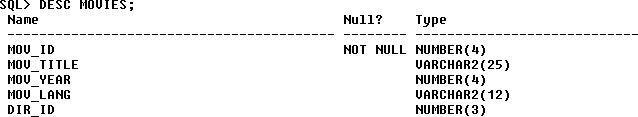 SQL> DESC MOVIES;
Name Null? Type
----------------------------------------- -------- ----------------------------
MOV_ID NOT NULL NUMBER(4)
MOV_TITLE VARCHAR2(25)
MOV_YEAR NUMBER(4)
MOV_LANG VARCHAR2(12)
DIR_ID NUMBER(3)